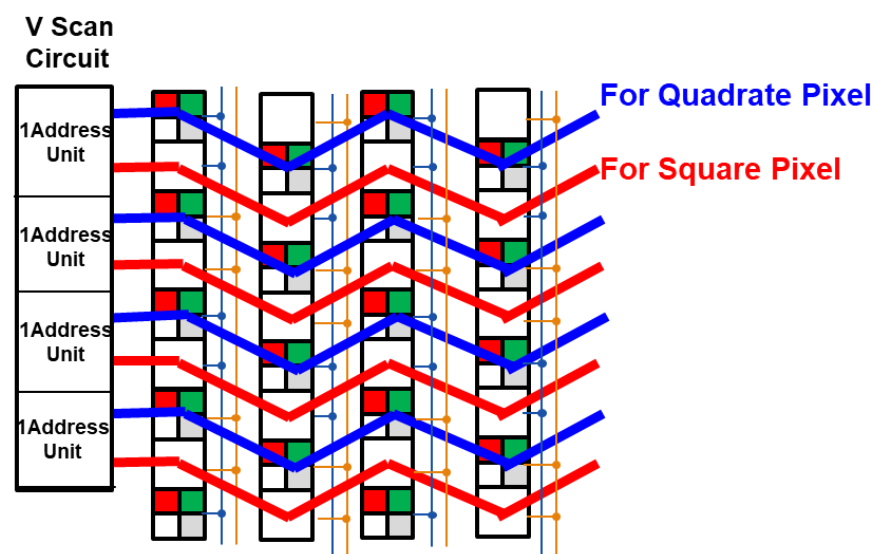 V Scan
Circuit
1Address
Unit
1Address
Unit
1Address
Unit
1Address
Unit
For Quadrate Pixel
For Square Pixel